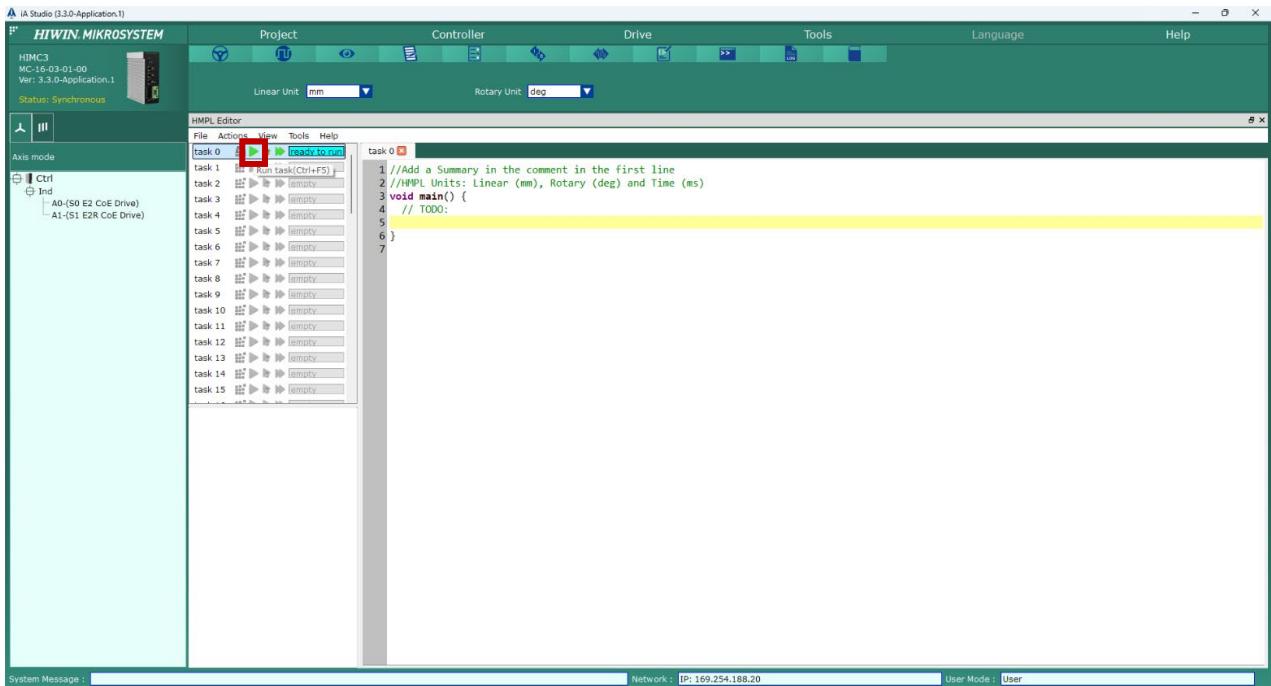 iA Studio (3.3.0-Application.1)
HIWIN. MIKROSYSTEM
Project Controller Drive Tools Language Help
HIMC3
MC-16-03-01-00
Ver: 3.3.0-Application.1
Status: Synchronous
Linear Unit mm Rotary Unit deg
HMPL Editor
File Actions View Tools Help
Axis mode
Ctrl
Ind
A0-(S0 E2 CoE Drive)
A1-(S1 E2R CoE Drive)
task 0 ready to run
task 1
Run task(Ctrl+F5)
task 2 empty
task 3 empty
task 4 empty
task 5 empty
task 6 empty
task 7 empty
task 8 empty
task 9 empty
task 10 empty
task 11 empty
task 12 empty
task 13 empty
task 14 empty
task 15 empty
task 0
1 //Add a Summary in the comment in the first line
2 //HMPL Units: Linear (mm), Rotary (deg) and Time (ms)
3 void main() {
4 // TODO:
5
6 }
7
System Message : Network : IP: 169.254.188.20 User Mode : User